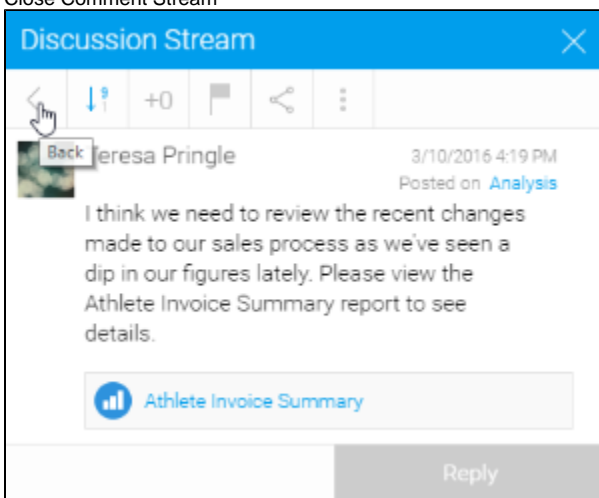 Close Comment Stream
Discussion Stream
+0
Back
Teresa Pringle
3/10/2016 4:19 PM
Posted on Analysis
I think we need to review the recent changes
made to our sales process as we've seen a
dip in our figures lately. Please view the
Athlete Invoice Summary report to see
details.
Athlete Invoice Summary
Reply